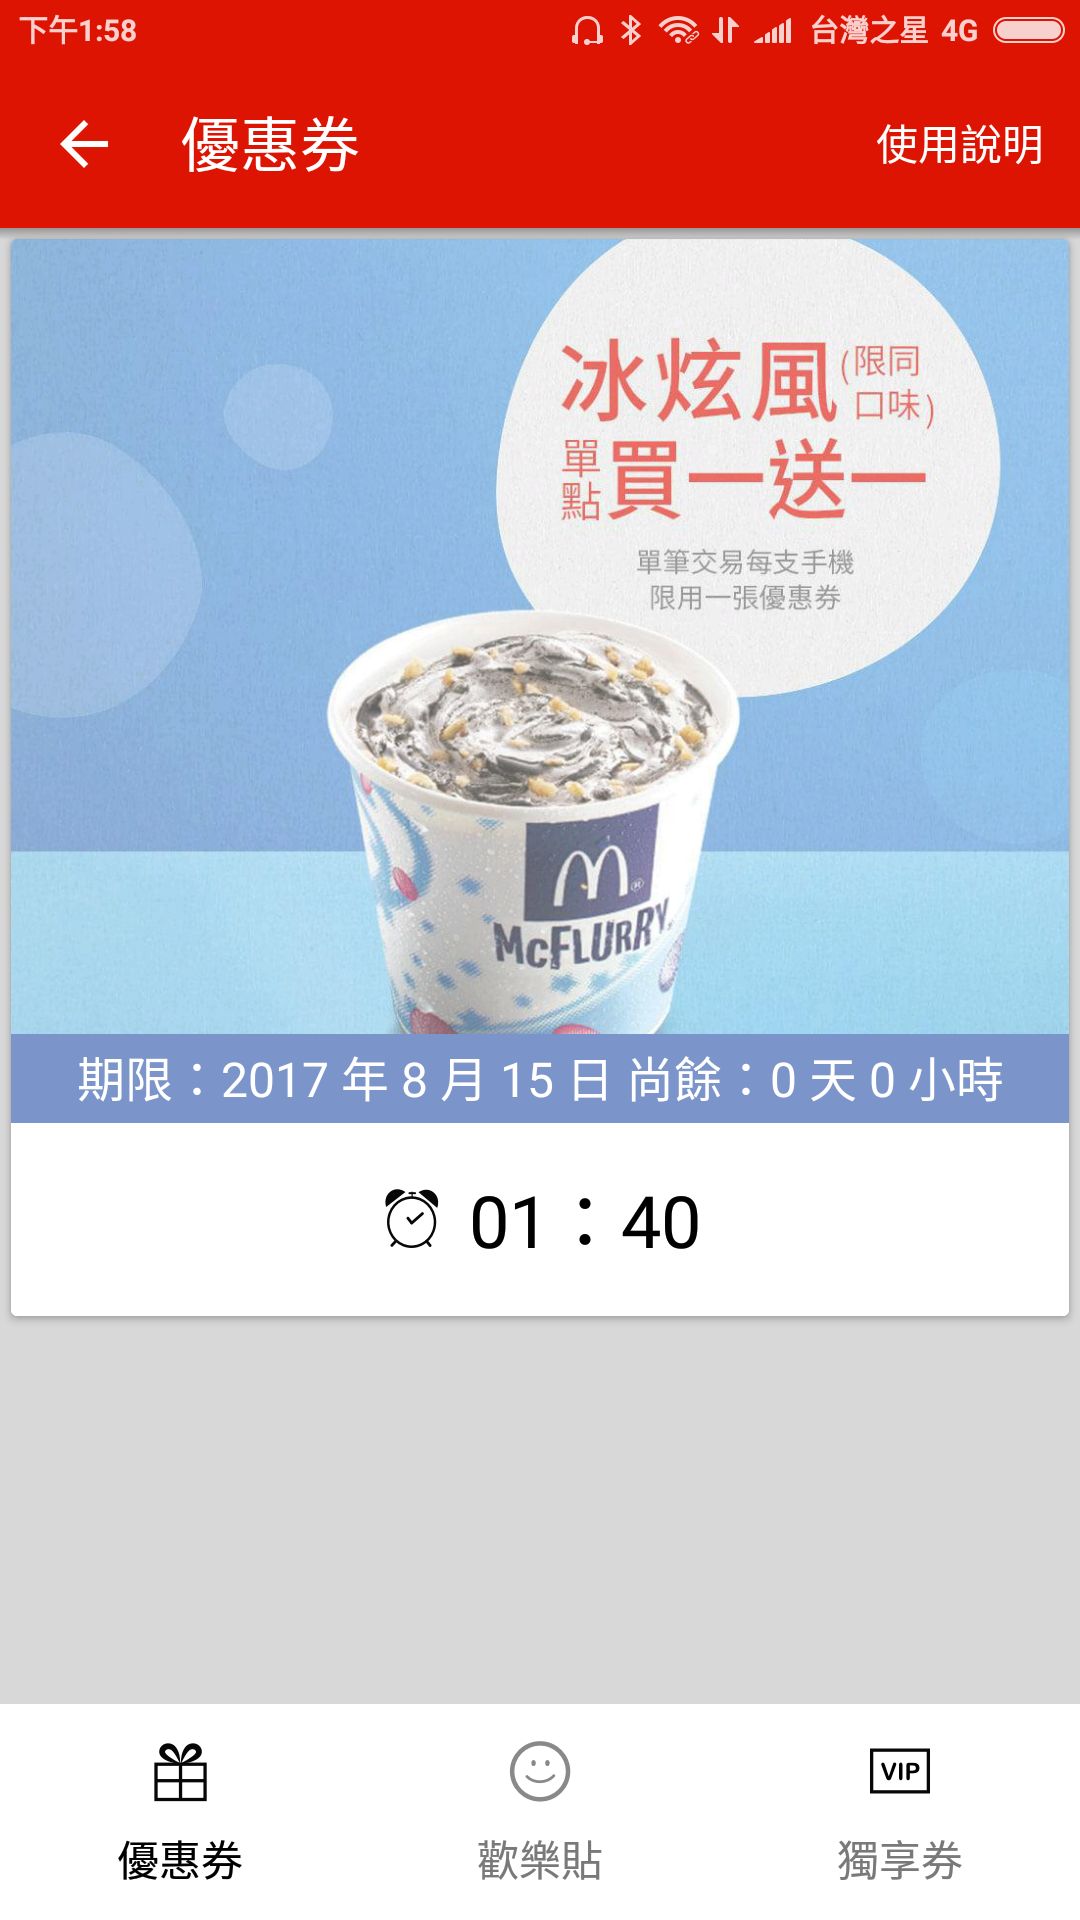 下午1:58 台灣之星 4G
優惠券 使用說明
冰炫風(限同
口味)
單點買一送一
單筆交易每支手機
限用一張優惠券
M
McFLURRY
期限：2017 年 8 月 15 日 尚餘：0 天 0 小時
01：40
VIP
優惠券 歡樂貼 獨享券